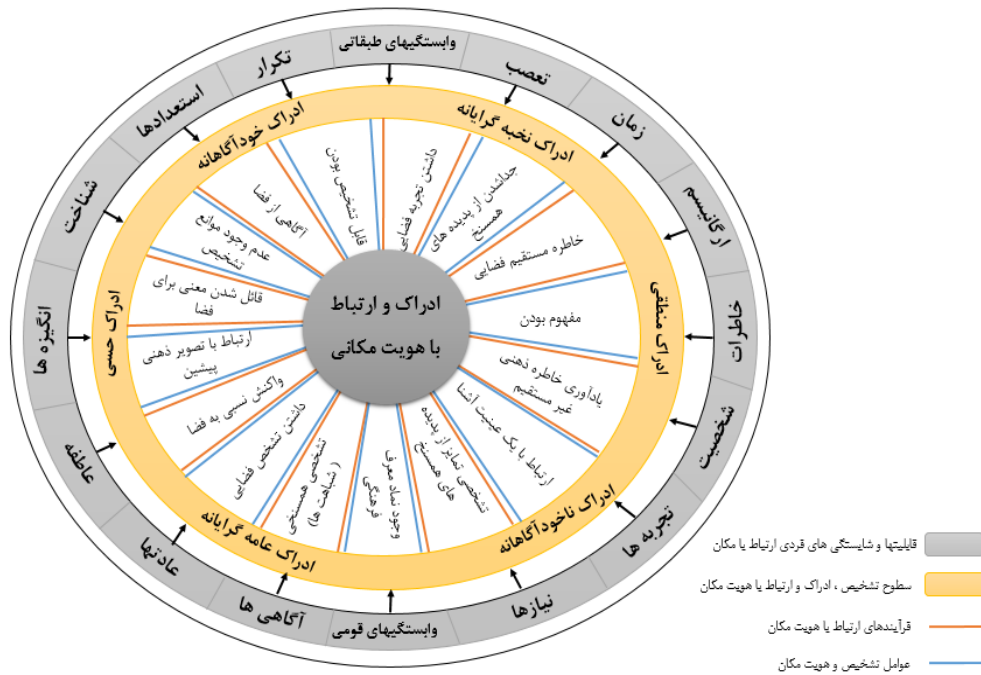 وابستگیهای طبقاتی
تعصب
زمان
ارگانیسم
خاطرات
شخصیت
تجربه ها
نیازها
وابستگیهای قومی
آگاهی ها
عادتها
عاطفه
انگیزه ها
شناخت
استعدادها
تکرار
ادراک نخبه گرایانه
ادراک منطقی
ادراک ناخودآگاهانه
ادراک عامه گرایانه
ادراک حسی
ادراک خودآگاهانه
داشتن تجربه فضایی
جداشدن از پدیده های
همسنخ
خاطره مستقیم فضایی
مفهوم بودن
یادآوری خاطره ذهنی
غیر مستقیم
ارتباط با یک عینیت آشنا
تشخصی تمایز از پدیده
های همسنخ
وجود نماد معرف
فرهنگی
تشخصی همسنخی
( شباهت ها)
داشتن تشخص فضایی
واکنش نسبی به فضا
ارتباط با تصویر ذهنی
پیشین
قائل شدن معنی برای
فضا
عدم وجود موانع
تشخیص
آگاهی از فضا
قابل تشخیص بودن
ادراک و ارتباط
با هویت مکانی
قابلیتها و شایستگی های فردی ارتباط با مکان
سطوح تشخیص ، ادراک و ارتباط با هویت مکان
فرآیندهای ارتباط با هویت مکان
عوامل تشخیص و هویت مکان